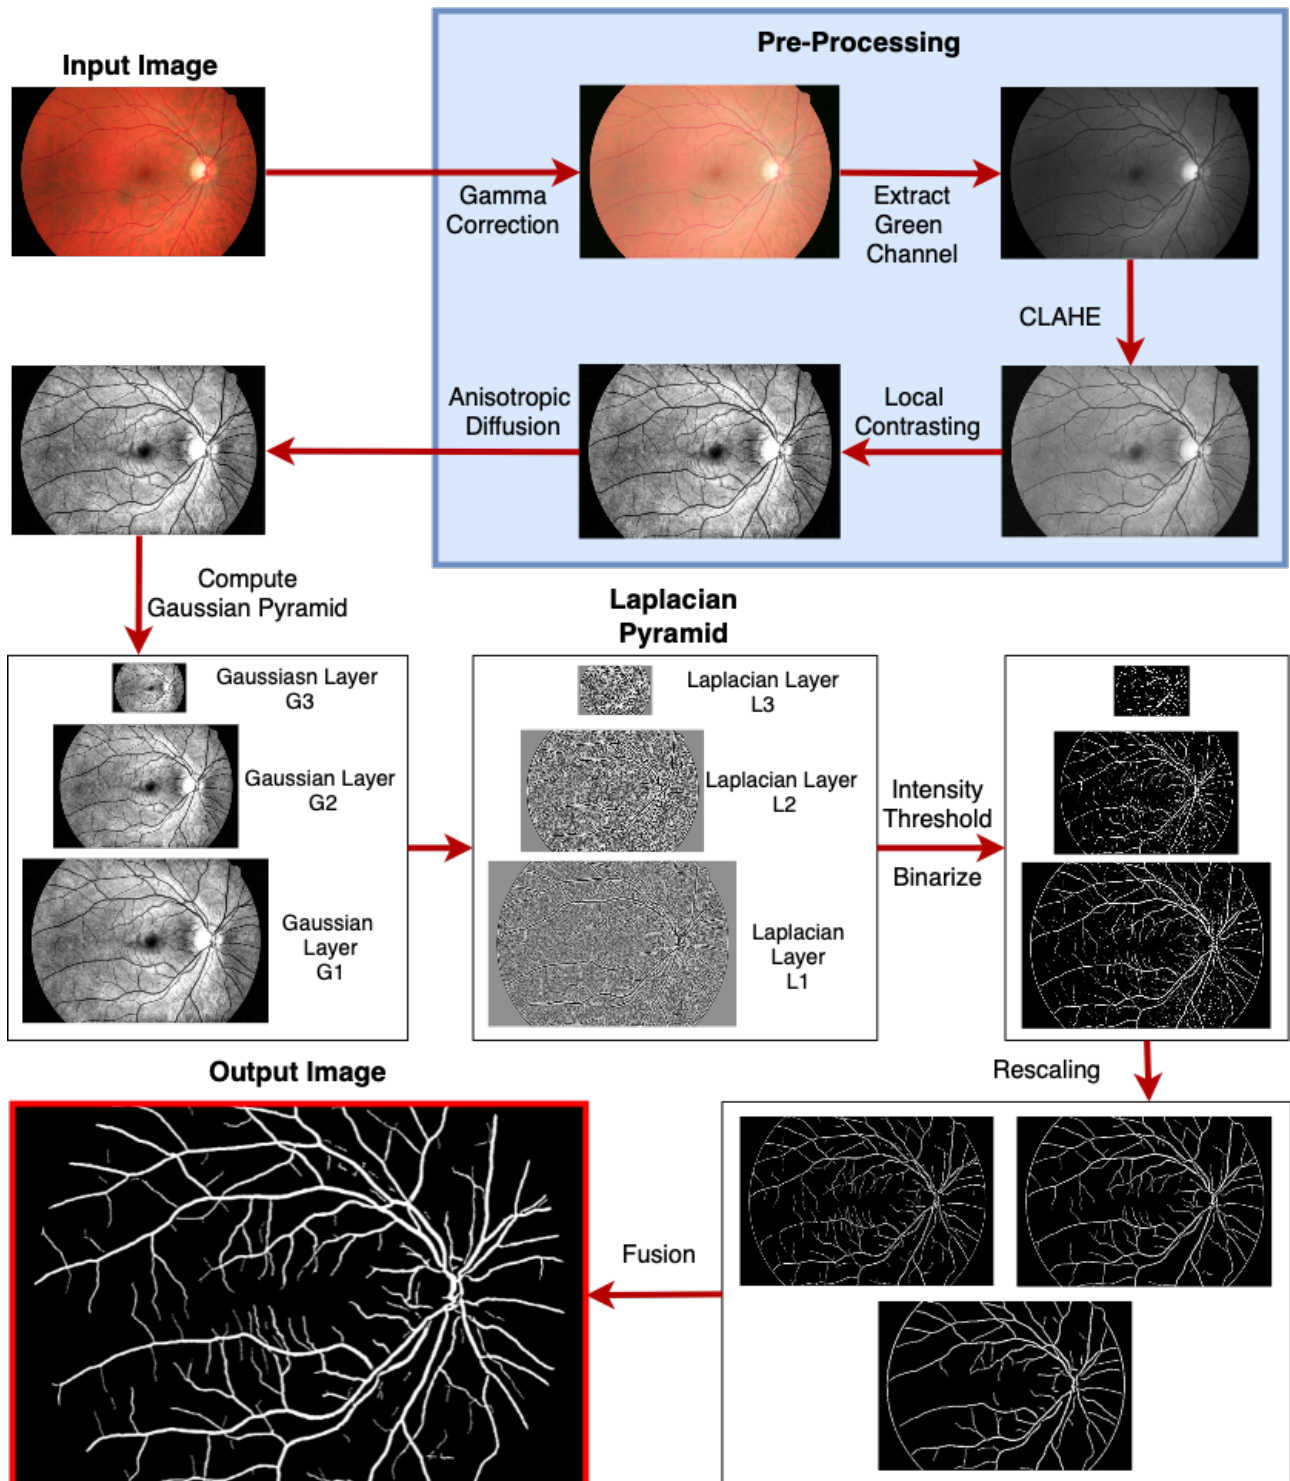 Pre-Processing
Input Image
Gamma
Correction
Extract
Green
Channel
CLAHE
Local
Contrasting
Anisotropic
Diffusion
Compute
Gaussian Pyramid
Laplacian
Pyramid
Gaussiasn Layer
G3
Gaussian Layer
G2
Gaussian
Layer
G1
Laplacian Layer
L3
Laplacian Layer
L2
Laplacian
Layer
L1
Intensity
Threshold
Binarize
Rescaling
Output Image
Fusion